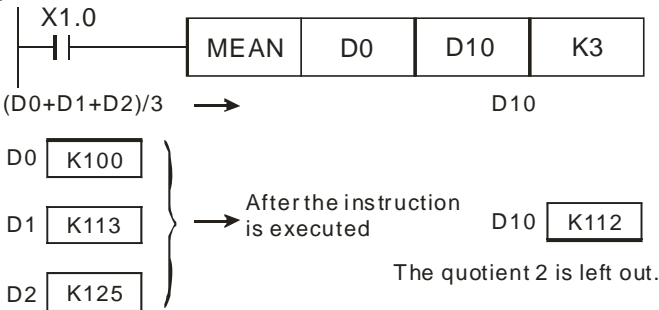 X1.0
MEAN D0 D10 K3
(D0+D1+D2)/3 D10
D0 K100
After the instruction
is executed
D1 K113
D10 K112
The quotient 2 is left out.
D2 K125